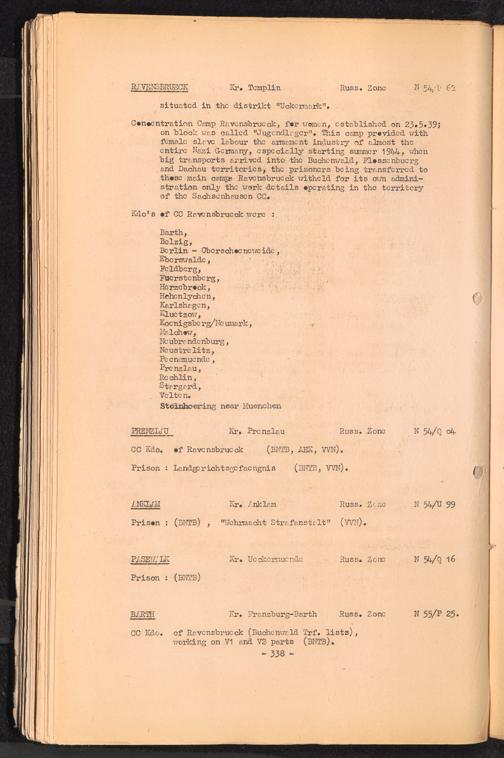 RAVENSBRUECK Kr. Templin Russ. Zone N 54/D 62
situated in the distrikt "Uckermark".
Concentration Camp Ravensbrueck, for women, established on 23.5.39;
on block was called "Jugendlager". This camp provided with
female slave labour the armament industry of almost the
entire Nazi Germany, especially starting summer 1944, when
big transports arrived into the Buchenwald, Flossenbuerg
and Dachau territories, the prisoners being transferred to
these main camps Ravensbrueck witheld for its own admini-
stration only the work details operating in the territory
of the Sachsenhausen CC.
Kdo's of CC Ravensbrueck were :
Barth,
Belzig,
Berlin - Oberschoeneweide,
Eberswalde,
Feldberg,
Fuerstenberg,
Herzebrock,
Hohenlychen,
Karlshagen,
Kluetzow,
Koenigsberg/Neumark,
Malchow,
Neubrandenburg,
Neustrelitz,
Peenemuende,
Prenzlau,
Rechlin,
Stargard,
Velten.
Steinhoering near Muenchen
PRENZLAU Kr. Prenzlau Russ. Zone N 54/Q 04
CC Kdo. of Ravensbrueck (BNTB, AEK, VVN).
Prison : Landgerichtsgefaengnis (BNTB, VVN).
ANKLAM Kr. Anklam Russ. Zone N 54/U 99
Prison : (BNTB) , "Wehrmacht Strafanstalt" (VVN).
PASEWALK Kr. Ueckermuende Russ. Zone N 54/Q 16
Prison : (BNTB)
BARTH Kr. Franzburg-Barth Russ. Zone N 55/P 25.
CC Kdo. of Ravensbrueck (Buchenwald Trf. lists),
working on V1 and V2 parts (BNTB).
- 338 -